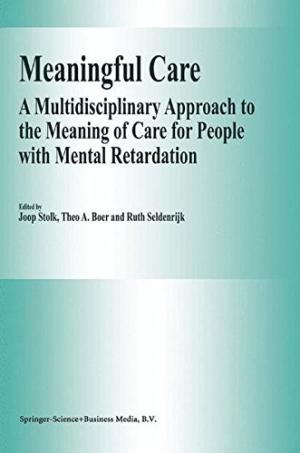 Meaningful Care
A Multidisciplinary Approach to
the Meaning of Care for People
with Mental Retardation
Edited by
Joop Stolk, Theo A. Boer and Ruth Seldenrijk
Springer-Science+Business Media, B.V.